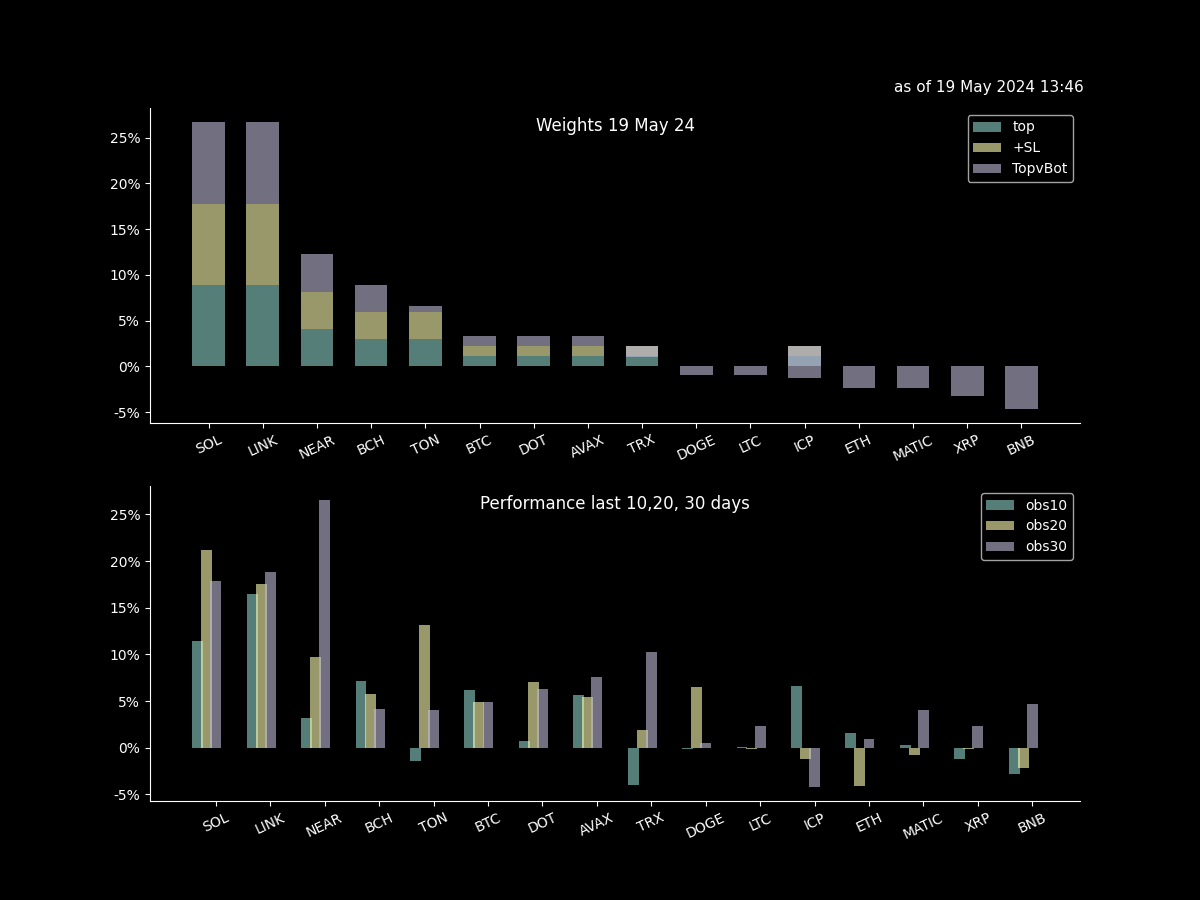 as of 19 May 2024 13:46
Weights 19 May 24
top
+SL
TopvBot
25%
20%
15%
10%
5%
0%
-5%
SOL LINK NEAR BCH TON BTC DOT AVAX TRX DOGE LTC ICP ETH MATIC XRP BNB
Performance last 10,20, 30 days
obs10
obs20
obs30
25%
20%
15%
10%
5%
0%
-5%
SOL LINK NEAR BCH TON BTC DOT AVAX TRX DOGE LTC ICP ETH MATIC XRP BNB